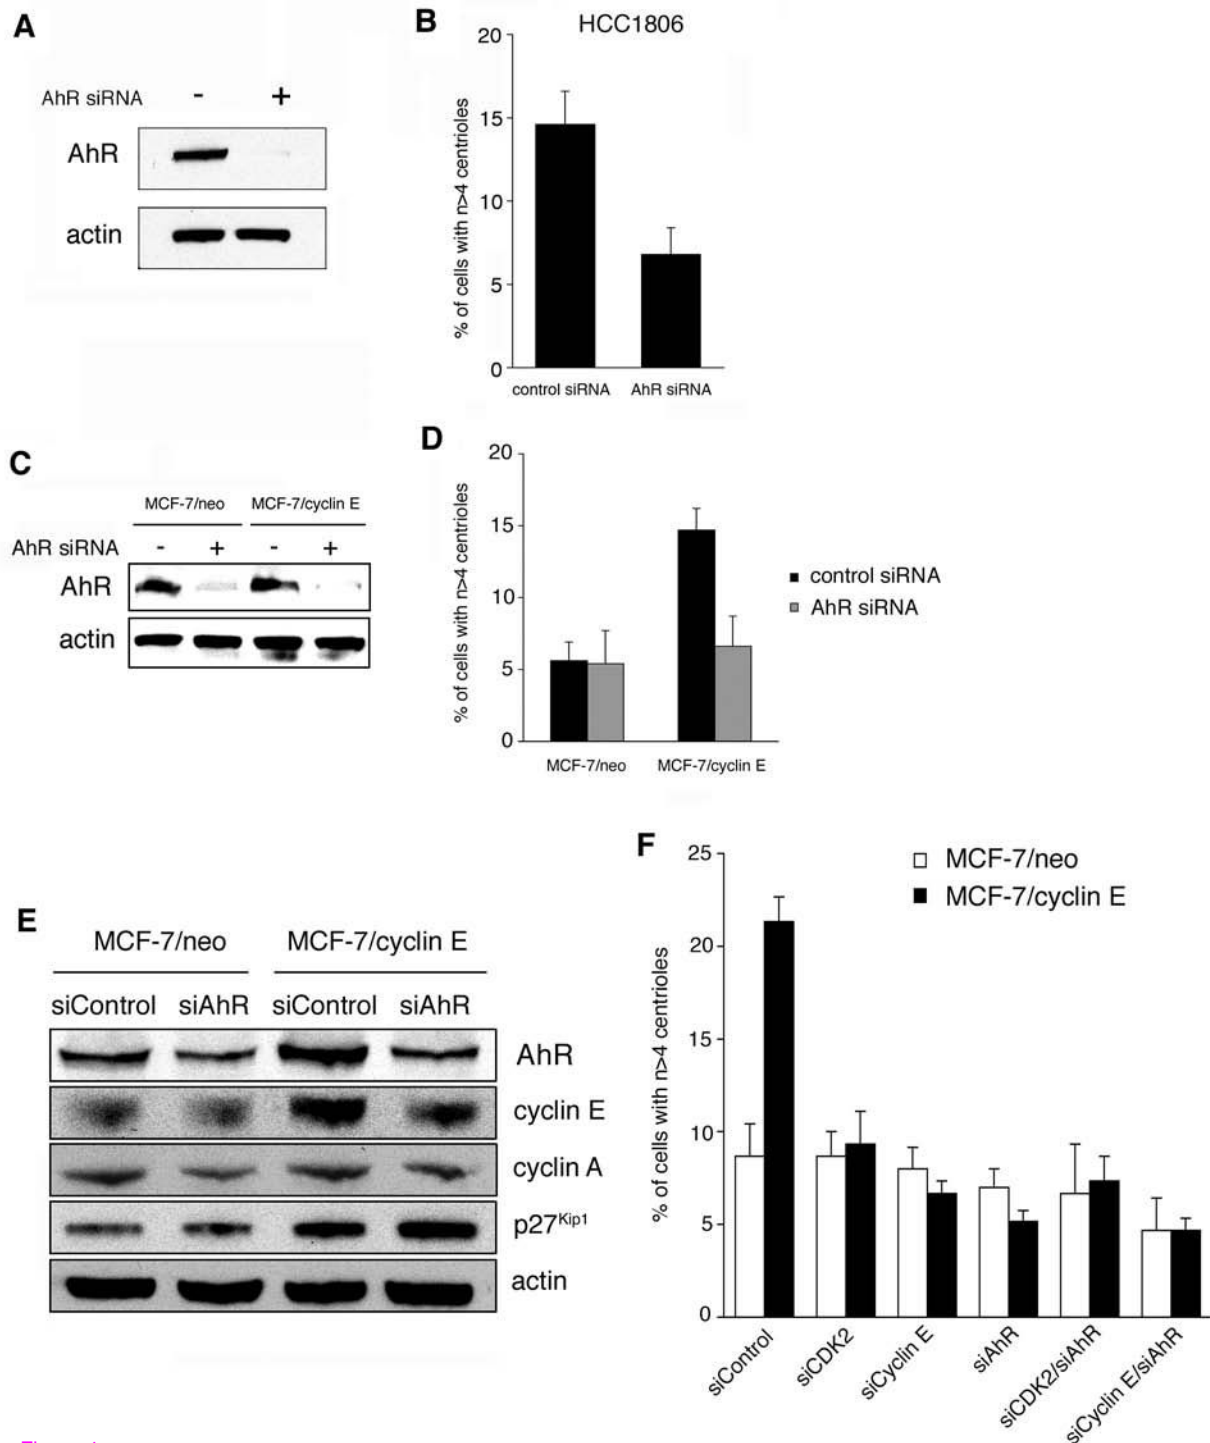 A
AhR siRNA - +
AhR
actin
B
HCC1806
% of cells with n>4 centrioles
20
15
10
5
0
control siRNA AhR siRNA
C
MCF-7/neo MCF-7/cyclin E
AhR siRNA - + - +
AhR
actin
D
% of cells with n>4 centrioles
20
15
10
5
0
MCF-7/neo MCF-7/cyclin E
control siRNA
AhR siRNA
E
MCF-7/neo MCF-7/cyclin E
siControl siAhR siControl siAhR
AhR
cyclin E
cyclin A
p27Kip1
actin
F
% of cells with n>4 centrioles
25
20
15
10
5
0
MCF-7/neo
MCF-7/cyclin E
siControl
siCDK2
siCyclin E
siAhR
siCDK2/siAhR
siCyclin E/siAhR